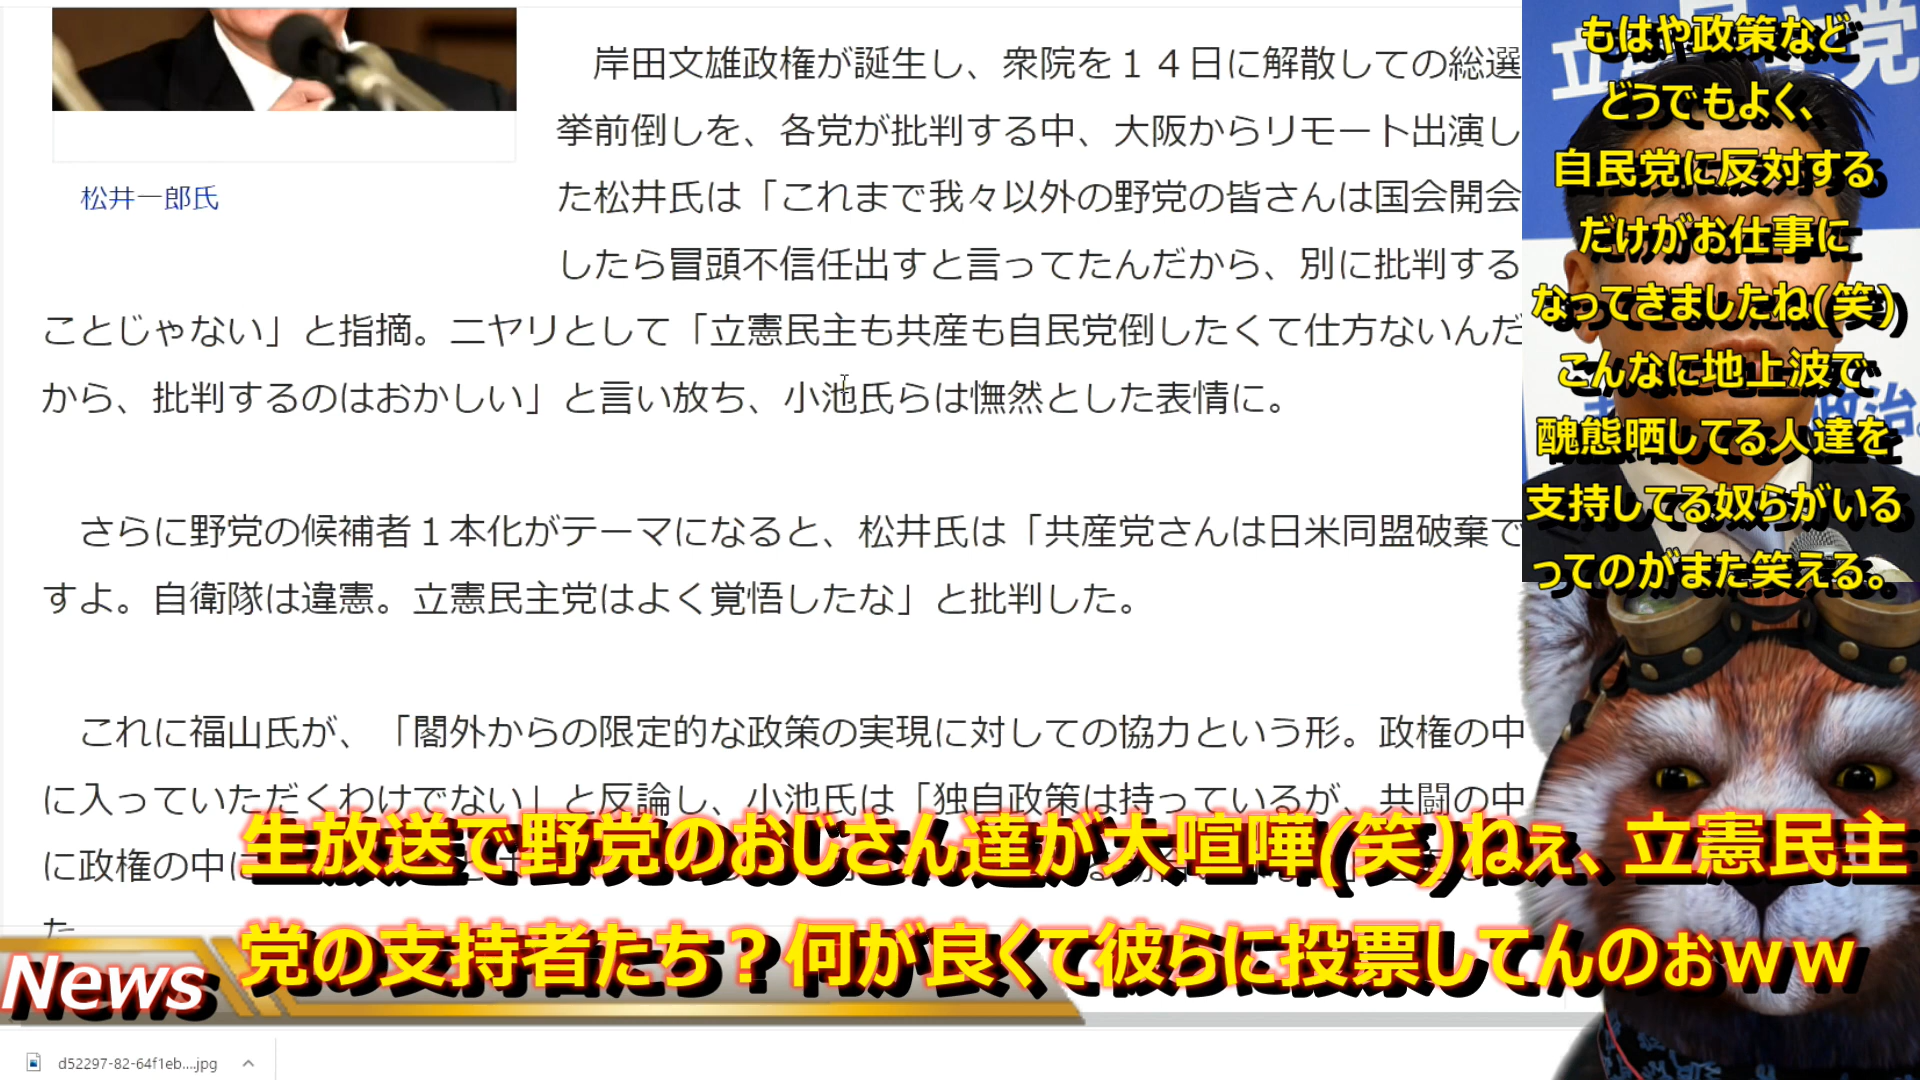 岸田文雄政権が誕生し、衆院を１４日に解散しての総選
挙前倒しを、各党が批判する中、大阪からリモート出演し
た松井氏は「これまで我々以外の野党の皆さんは国会開会
したら冒頭不信任出すと言ってたんだから、別に批判する
ことじゃない」と指摘。ニヤリとして「立憲民主も共産も自民党倒したくて仕方ないんだ
から、批判するのはおかしい」と言い放ち、小池氏らは憮然とした表情に。
松井一郎氏
さらに野党の候補者１本化がテーマになると、松井氏は「共産党さんは日米同盟破棄で
すよ。自衛隊は違憲。立憲民主党はよく覚悟したな」と批判した。
これに福山氏が、「閣外からの限定的な政策の実現に対しての協力という形。政権の中
に入っていただくわけでない」と反論し、小池氏は「独自政策は持っているが、共闘の中
に政権の中に
た
もはや政策など
どうでもよく、
自民党に反対する
だけがお仕事に
なってきましたね(笑)
こんなに地上波で
醜態晒してる人達を
支持してる奴らがいる
ってのがまた笑える。
生放送で野党のおじさん達が大喧嘩(笑)ねぇ、立憲民主
党の支持者たち？何が良くて彼らに投票してんのぉｗｗ
News
d52297-82-64f1eb....jpg